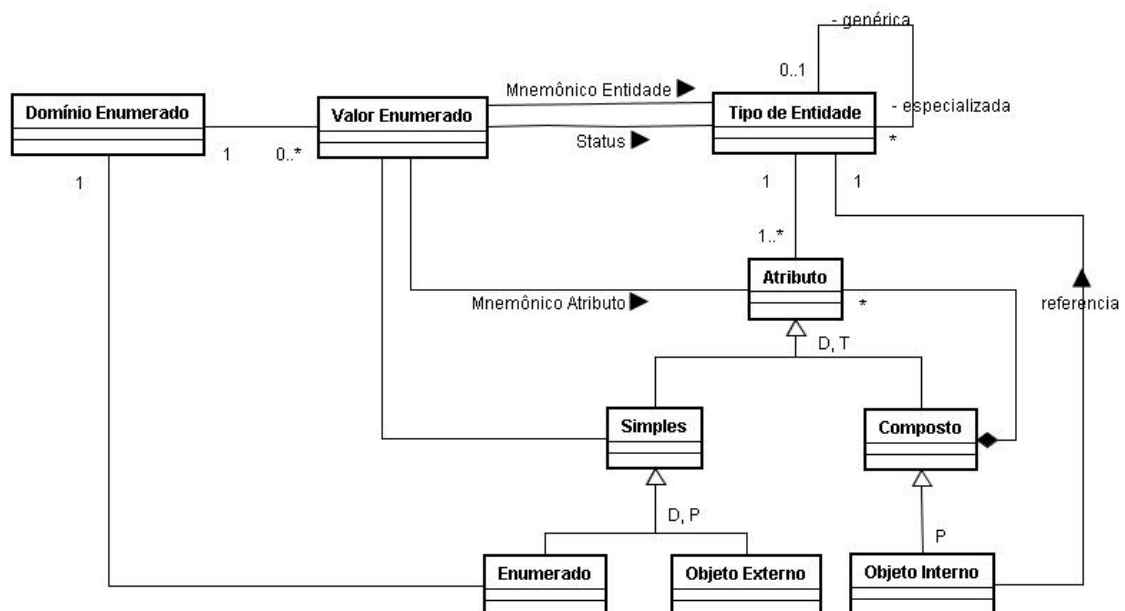 - genérica
0..1
Mnemônico Entidade
Domínio Enumerado
Valor Enumerado
Tipo de Entidade
- especializada
Status
*
1
0..*
1
1
1
1..*
Atributo
Mnemônico Atributo
*
referencia
D, T
Simples
Composto
D, P
P
Enumerado
Objeto Externo
Objeto Interno